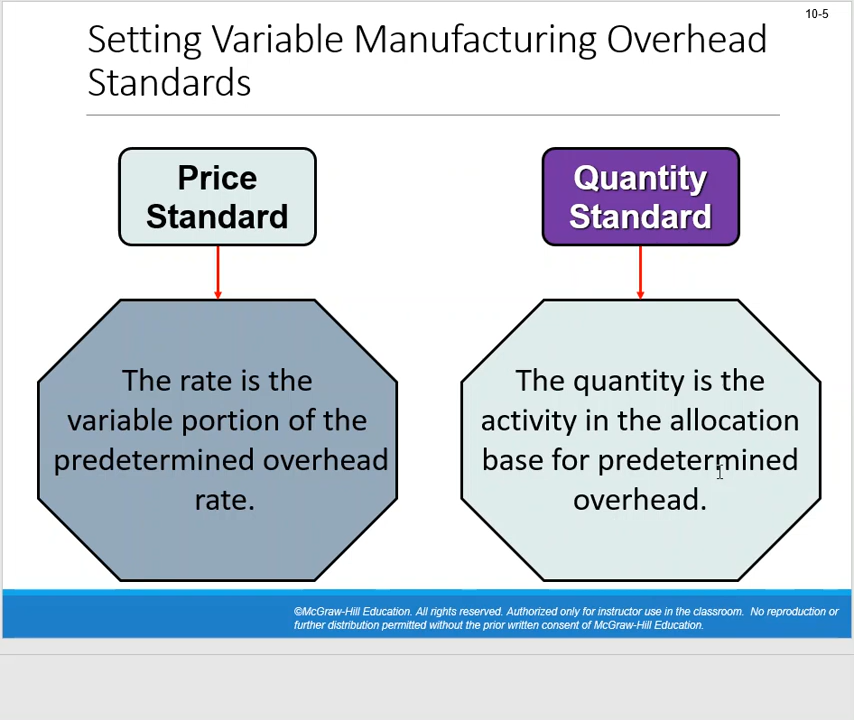 10-5
Setting Variable Manufacturing Overhead
Standards
Price
Standard
Quantity
Standard
The rate is the
variable portion of the
predetermined overhead
rate.
The quantity is the
activity in the allocation
base for predetermined
overhead.
©McGraw-Hill Education. All rights reserved. Authorized only for instructor use in the classroom.  No reproduction or
further distribution permitted without the prior written consent of McGraw-Hill Education.